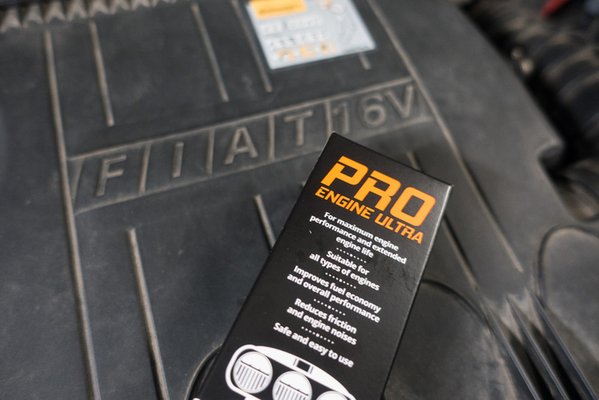 FIAT 16V
PRO
ENGINE ULTRA
For maximum engine
performance and extended
engine life
Suitable for
all types of engines
Improves fuel economy
and overall performance
Reduces friction
and engine noises
Safe and easy to use